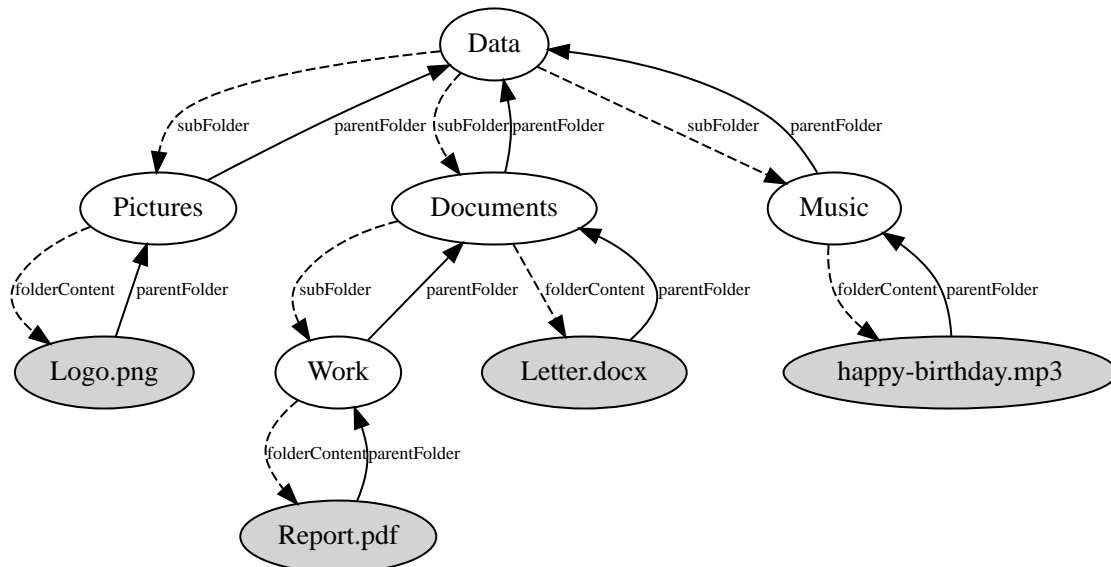 Data
subFolder
parentFolder
subFolder
parentFolder
subFolder
parentFolder
Pictures
Documents
Music
folderContent
parentFolder
subFolder
parentFolder
folderContent
parentFolder
folderContent
parentFolder
Logo.png
Work
Letter.docx
happy-birthday.mp3
folderContent
parentFolder
Report.pdf